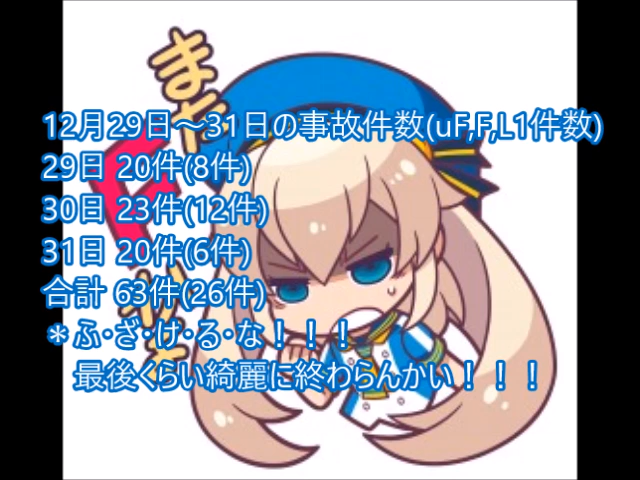 12月29日～31日の事故件数(uF,F,L1件数)
29日 20件(8件)
30日 23件(12件)
31日 20件(6件)
合計 63件(26件)
＊ふ・ざ・け・る・な！！！
最後くらい綺麗に終わらんかい！！！
また
F